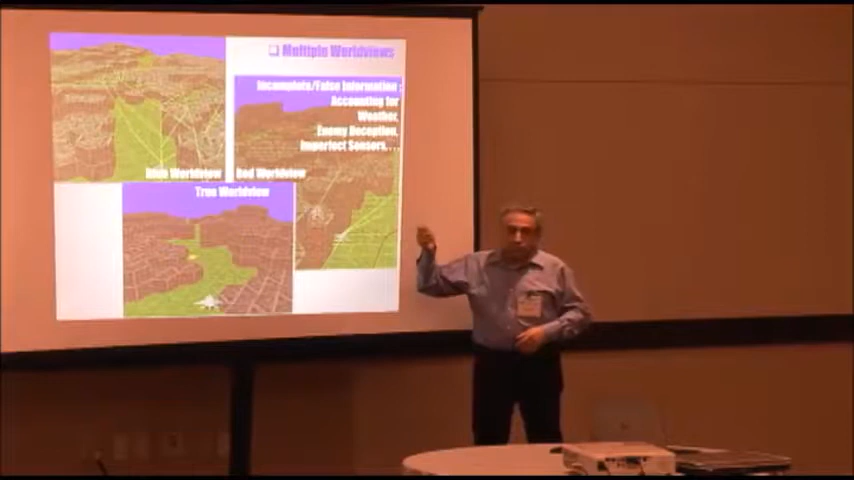 ❑ Multiple Worldviews
Incomplete/False Information :
Accounting for
Weather,
Enemy Deception,
Imperfect Sensors....
Blue Worldview
Red Worldview
True Worldview